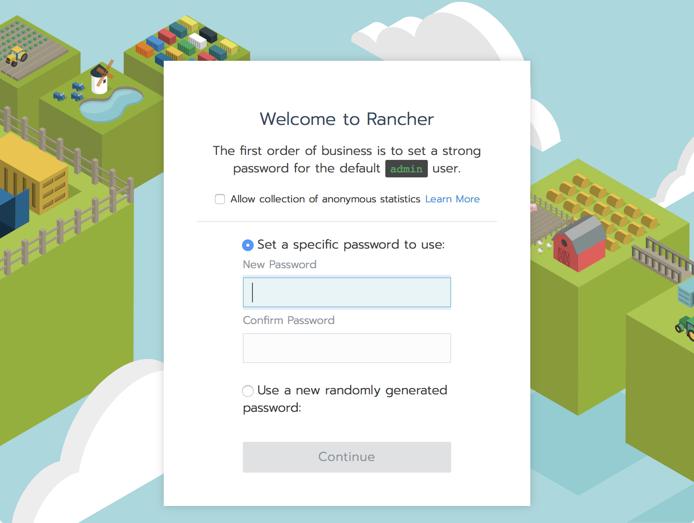 Welcome to Rancher
The first order of business is to set a strong
password for the default admin user.
Allow collection of anonymous statistics Learn More
Set a specific password to use:
New Password
Confirm Password
Use a new randomly generated
password:
Continue